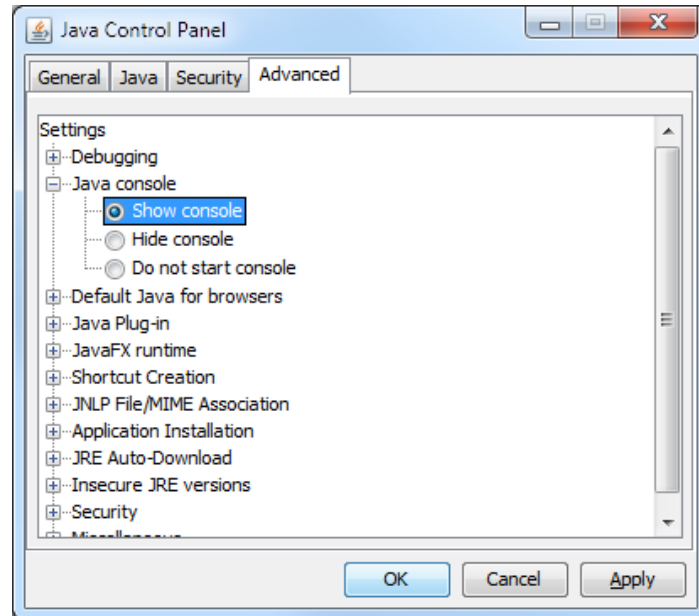 Java Control Panel
General Java Security Advanced
Settings
Debugging
Java console
Show console
Hide console
Do not start console
Default Java for browsers
Java Plug-in
JavaFX runtime
Shortcut Creation
JNLP File/MIME Association
Application Installation
JRE Auto-Download
Insecure JRE versions
Security
Miscellaneous
OK Cancel Apply